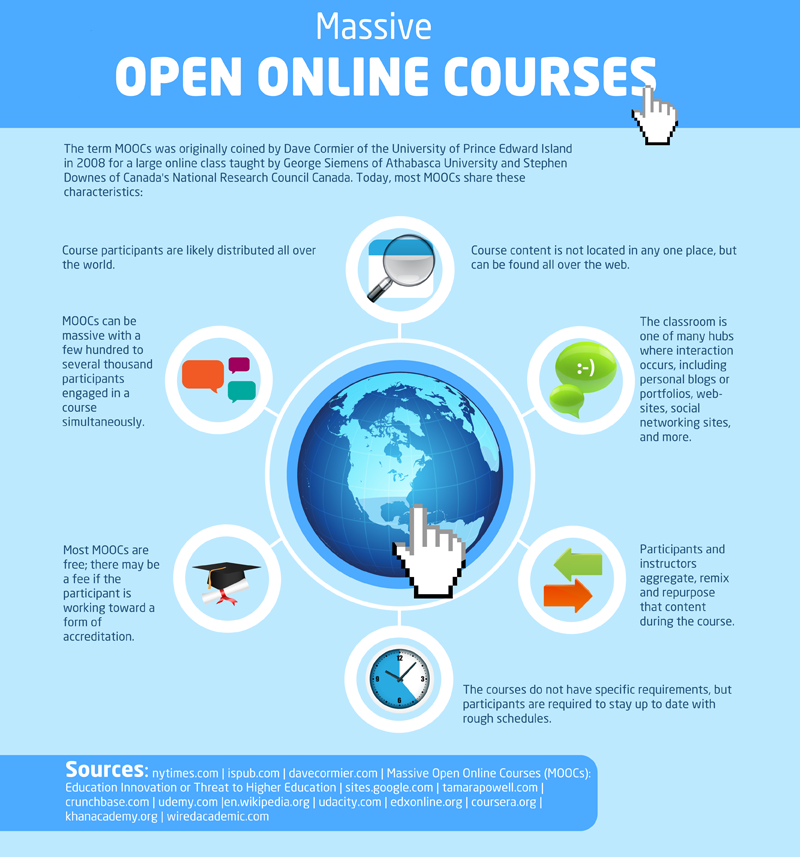 Massive
OPEN ONLINE COURSES
The term MOOCs was originally coined by Dave Cormier of the University of Prince Edward Island
in 2008 for a large online class taught by George Siemens of Athabasca University and Stephen
Downes of Canada's National Research Council Canada. Today, most MOOCs share these
characteristics:
Course participants are likely distributed all over
the world.
Course content is not located in any one place, but
can be found all over the web.
MOOCs can be
massive with a
few hundred to
several thousand
participants
engaged in a
course
simultaneously.
:-)
The classroom is
one of many hubs
where interaction
occurs, including
personal blogs or
portfolios, web-
sites, social
networking sites,
and more.
Most MOOCs are
free; there may be
a fee if the
participant is
working toward a
form of
accreditation.
Participants and
instructors
aggregate, remix
and repurpose
that content
during the course.
12
9 3
6
The courses do not have specific requirements, but
participants are required to stay up to date with
rough schedules.
Sources: nytimes.com | ispub.com | davecormier.com | Massive Open Online Courses (MOOCs):
Education Innovation or Threat to Higher Education | sites.google.com | tamarapowell.com |
crunchbase.com | udemy.com |en.wikipedia.org | udacity.com | edxonline.org | coursera.org |
khanacademy.org | wiredacademic.com